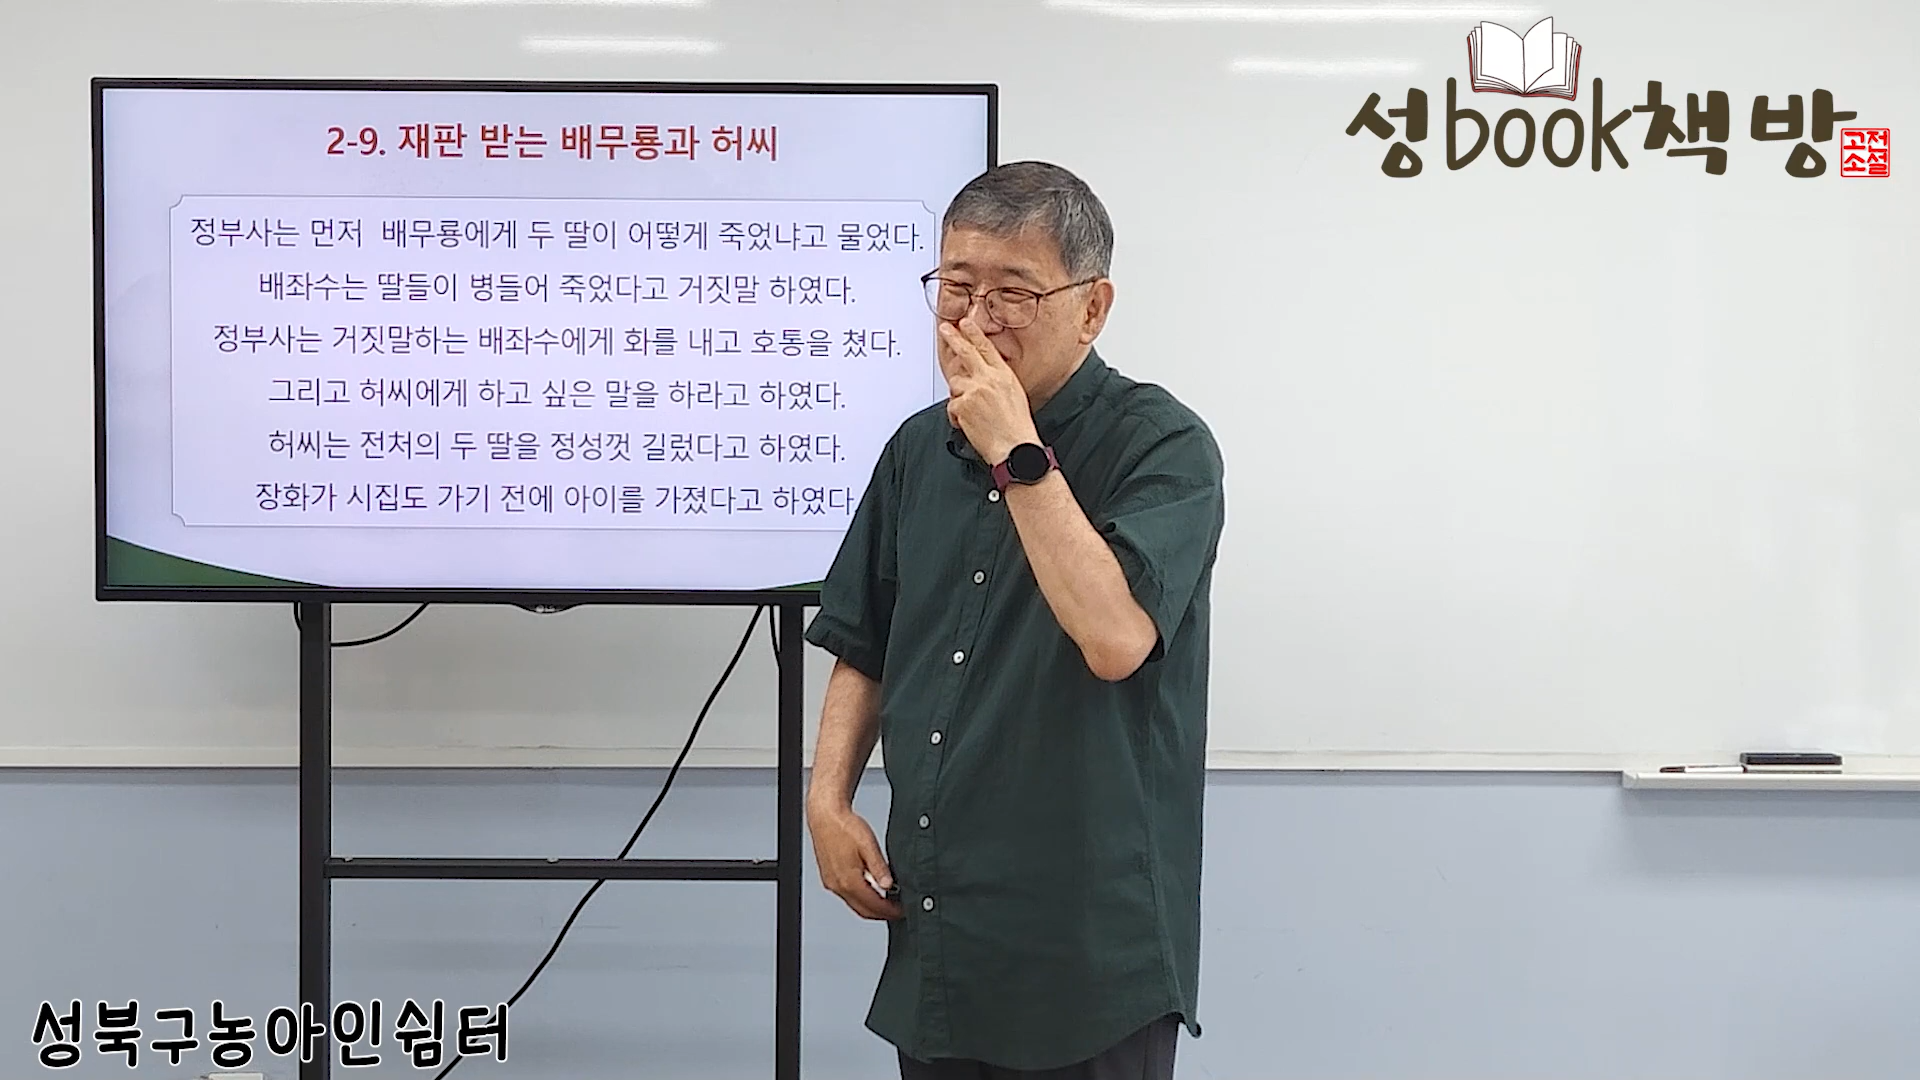 성book책방
고전
소설
2-9. 재판 받는 배무룡과 허씨
정부사는 먼저 배무룡에게 두 딸이 어떻게 죽었냐고 물었다.
배좌수는 딸들이 병들어 죽었다고 거짓말 하였다.
정부사는 거짓말하는 배좌수에게 화를 내고 호통을 쳤다.
그리고 허씨에게 하고 싶은 말을 하라고 하였다.
허씨는 전처의 두 딸을 정성껏 길렀다고 하였다.
장화가 시집도 가기 전에 아이를 가졌다고 하였다.
성북구농아인쉼터